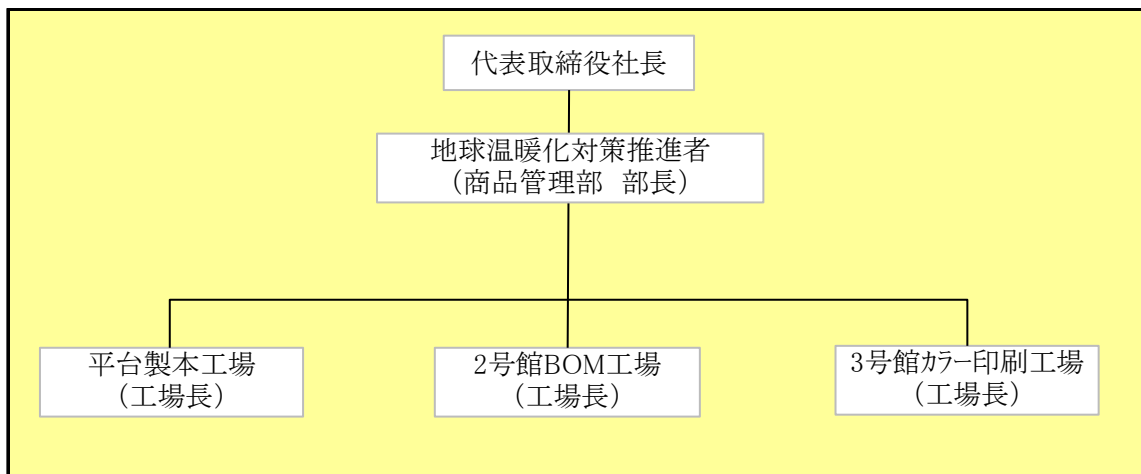 代表取締役社長
地球温暖化対策推進者
（商品管理部　部長）
平台製本工場
（工場長）
2号館BOM工場
（工場長）
3号館ｶﾗｰ印刷工場
（工場長）